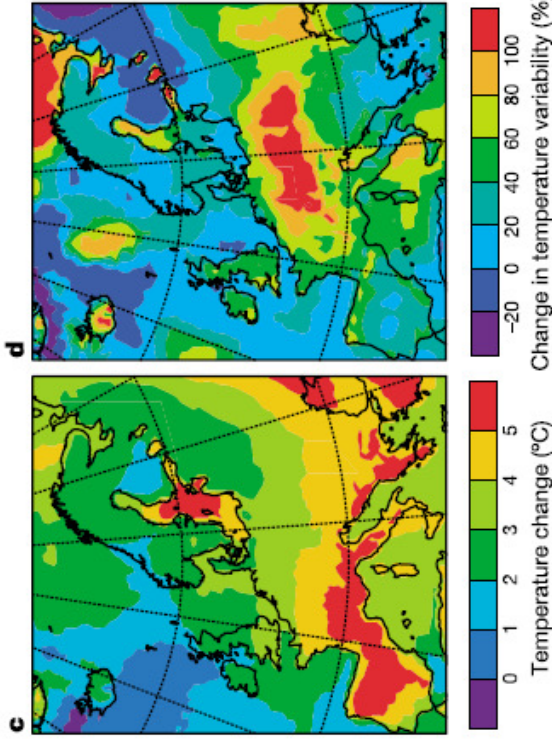 c
0 1 2 3 4 5
Temperature change (ºC)
d
−20 0 20 40 60 80 100
Change in temperature variability (%)